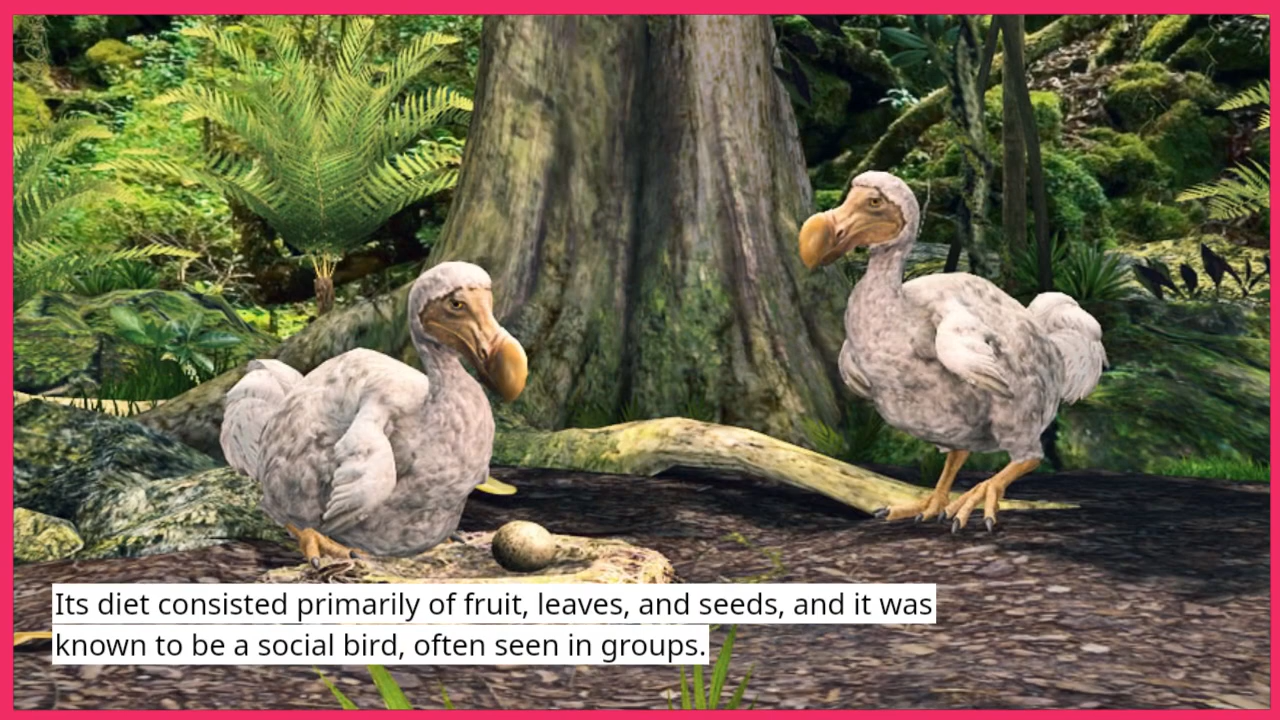 Its diet consisted primarily of fruit, leaves, and seeds, and it was
known to be a social bird, often seen in groups.